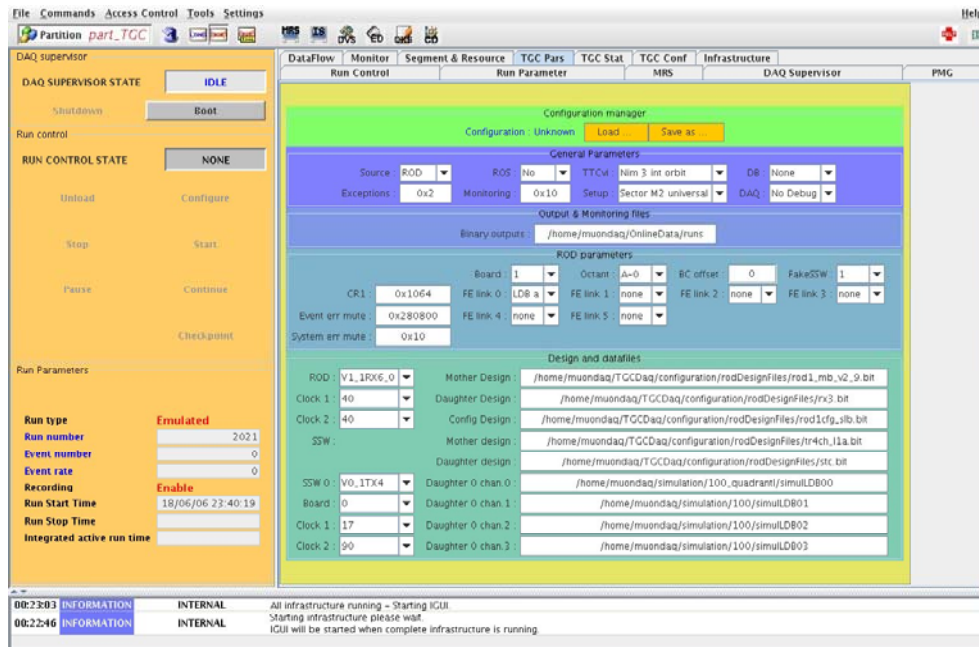 File Commands Access Control Tools Settings Help
Partition part_TGC MRS IS DVS
DAQ supervisor
DAQ SUPERVISOR STATE IDLE
Shutdown Boot
Run control
RUN CONTROL STATE NONE
Unload Configure
Stop Start
Pause Continue
Checkpoint
Run Parameters
Run type Emulated
Run number 2021
Event number 0
Event rate 0
Recording Enable
Run Start Time 18/06/06 23:40:19
Run Stop Time
Integrated active run time
DataFlow Monitor Segment & Resource TGC Pars TGC Stat TGC Conf Infrastructure
Run Control Run Parameter MRS DAQ Supervisor PMG
Configuration manager
Configuration : Unknown Load ... Save as ...
General Parameters
Source : ROD ROS : No TTCvi : Nim 3 int orbit DB : None
Exceptions : 0x2 Monitoring : 0x10 Setup : Sector M2 universal DAQ : No Debug
Output & Monitoring files
Binary outputs : /home/muondaq/OnlineData/runs
ROD parameters
Board : 1 Octant : A-0 BC offset : 0 FakeSSW : 1
CR1 : 0x1064 FE link 0 : LDB a FE link 1 : none FE link 2 : none FE link 3 : none
Event err mute : 0x280800 FE link 4 : none FE link 5 : none
System err mute : 0x10
Design and datafiles
ROD : V1_1RX6_0 Mother Design : /home/muondaq/TGCDaq/configuration/rodDesignFiles/rod1_mb_v2_9.bit
Clock 1 : 40 Daughter Design : /home/muondaq/TGCDaq/configuration/rodDesignFiles/rx3.bit
Clock 2 : 40 Config Design : /home/muondaq/TGCDaq/configuration/rodDesignFiles/rod1cfg_slb.bit
SSW : Mother design : /home/muondaq/TGCDaq/configuration/rodDesignFiles/tr4ch_l1a.bit
Daughter design : /home/muondaq/TGCDaq/configuration/rodDesignFiles/stc.bit
SSW 0 : V0_1TX4 Daughter 0 chan.0 : /home/muondaq/simulation/100_quadrantI/simulLDB00
Board : 0 Daughter 0 chan.1 : /home/muondaq/simulation/100/simulLDB01
Clock 1 : 17 Daughter 0 chan.2 : /home/muondaq/simulation/100/simulLDB02
Clock 2 : 90 Daughter 0 chan.3 : /home/muondaq/simulation/100/simulLDB03
00:23:03 INFORMATION INTERNAL All infrastructure running – Starting IGUI.
00:22:46 INFORMATION INTERNAL Starting infrastructure please wait.
IGUI will be started when complete infrastructure is running.